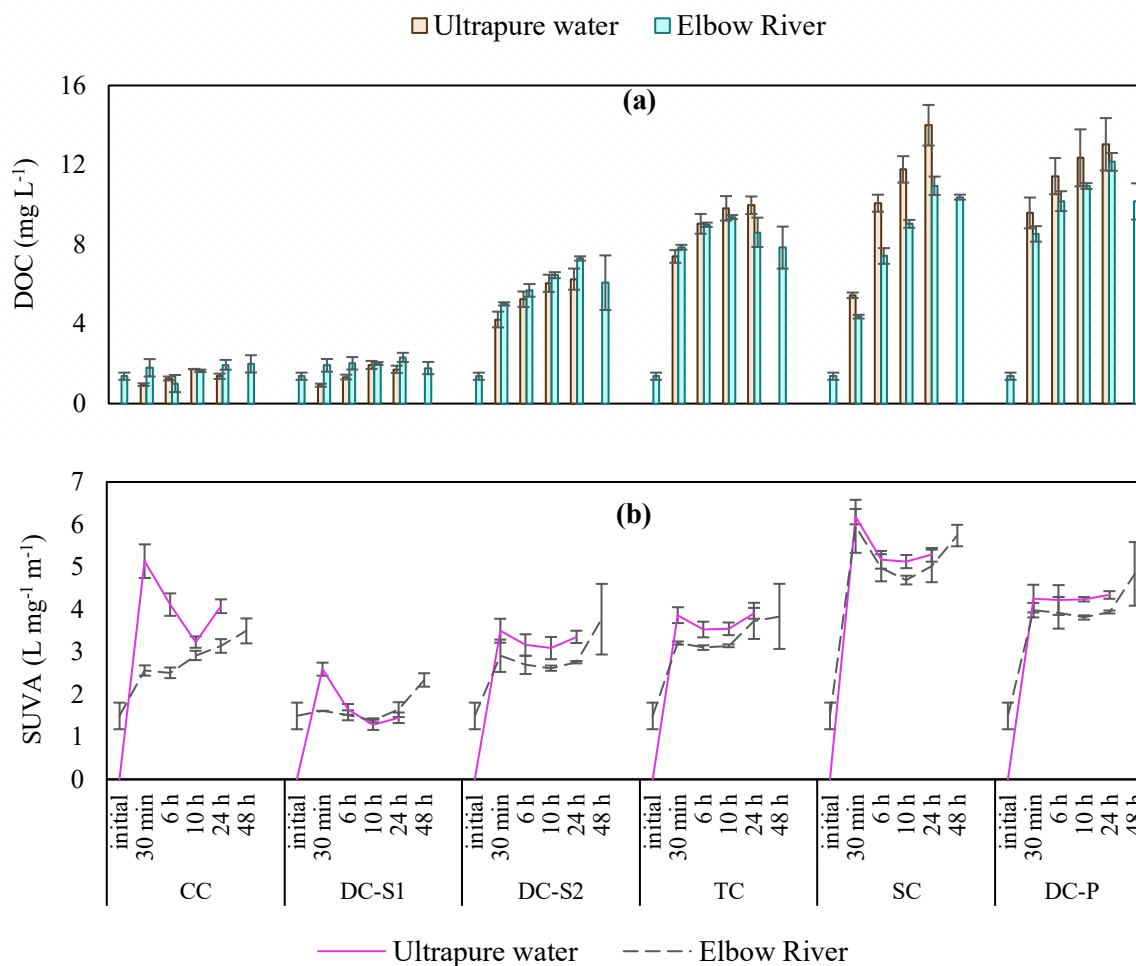 Ultrapure water Elbow River
(a)
16
12
8
4
0
DOC (mg L-1)
(b)
7
6
5
4
3
2
1
0
SUVA (L mg-1 m-1)
initial 30 min 6 h 10 h 24 h 48 h initial 30 min 6 h 10 h 24 h 48 h initial 30 min 6 h 10 h 24 h 48 h initial 30 min 6 h 10 h 24 h 48 h initial 30 min 6 h 10 h 24 h 48 h initial 30 min 6 h 10 h 24 h 48 h
CC DC-S1 DC-S2 TC SC DC-P
Ultrapure water Elbow River